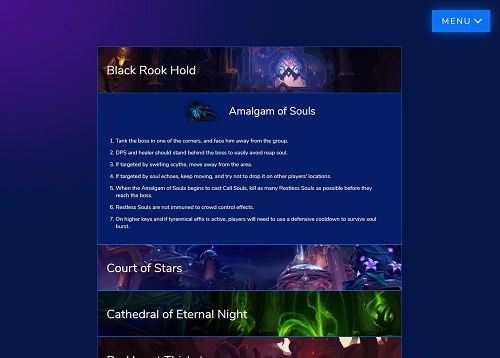 MENU
Black Rook Hold
Amalgam of Souls
1. Tank the boss in one of the corners, and face him away from the group.
2. DPS and healer should stand behind the boss to easily avoid reap soul.
3. If targeted by swirling scythe, move away from the area.
4. If targeted by soul echoes, keep moving, and try not to drop it on other players' locations.
5. When the Amalgam of Souls begins to cast Call Souls, kill as many Restless Souls as possible before they
reach the boss.
6. Restless Souls are not immuned to crowd control effects.
7. On higher keys and if tyrannical affix is active, players will need to use a defensive cooldown to survive soul
burst.
Court of Stars
Cathedral of Eternal Night